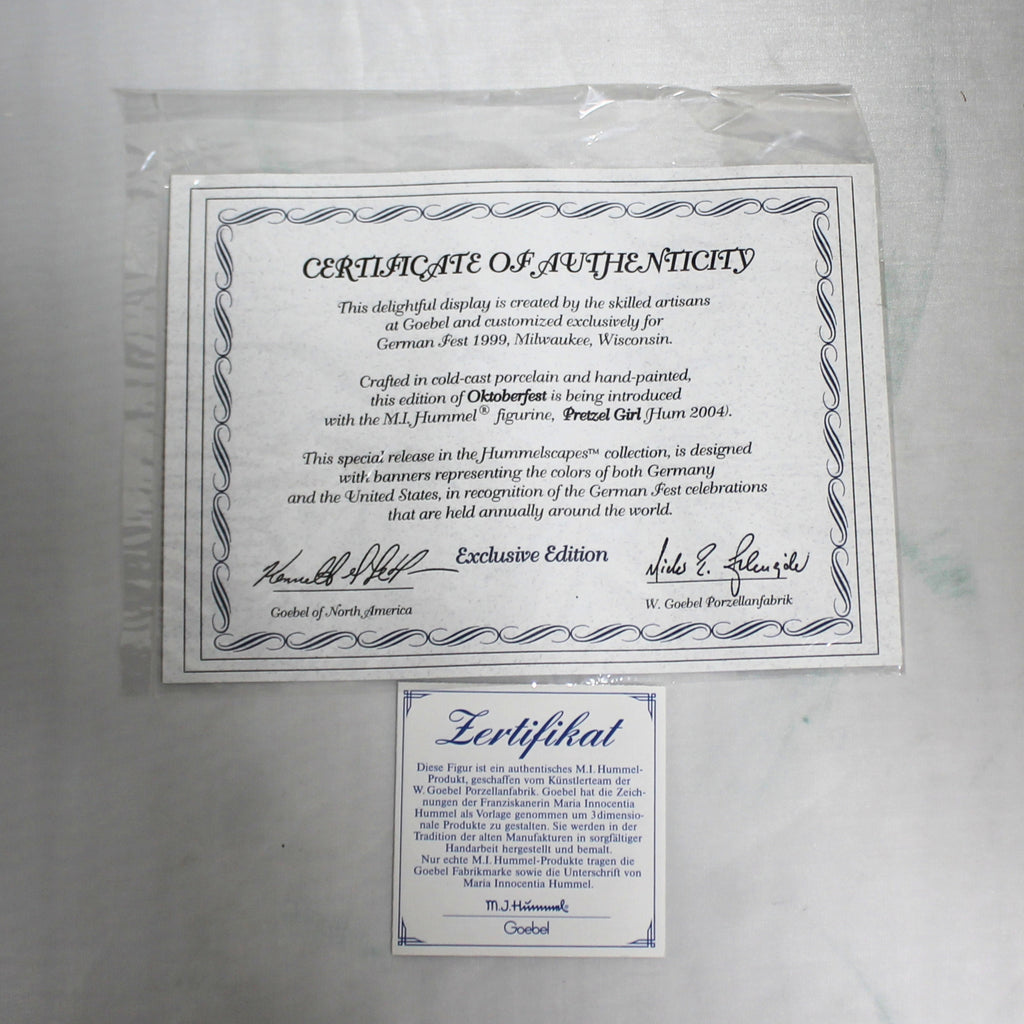 CERTIFICATE OF AUTHENTICITY
This delightful display is created by the skilled artisans
at Goebel and customized exclusively for
German Fest 1999, Milwaukee, Wisconsin.
Crafted in cold-cast porcelain and hand-painted,
this edition of Oktoberfest is being introduced
with the M.I. Hummel® figurine, Pretzel Girl (Hum 2004).
This special release in the Hummelscapes™ collection, is designed
with banners representing the colors of both Germany
and the United States, in recognition of the German Fest celebrations
that are held annually around the world.
Exclusive Edition
Goebel of North America
W. Goebel Porzellanfabrik
Zertifikat
Diese Figur ist ein authentisches M.I. Hummel-
Produkt, geschaffen vom Künstlerteam der
W. Goebel Porzellanfabrik. Goebel hat die Zeich-
nungen der Franziskanerin Maria Innocentia
Hummel als Vorlage genommen um 3dimensio-
nale Produkte zu gestalten. Sie werden in der
Tradition der alten Manufakturen in sorgfältiger
Handarbeit hergestellt und bemalt.
Nur echte M.I. Hummel-Produkte tragen die
Goebel Fabrikmarke sowie die Unterschrift von
Maria Innocentia Hummel.
M.J. Hummel
Goebel